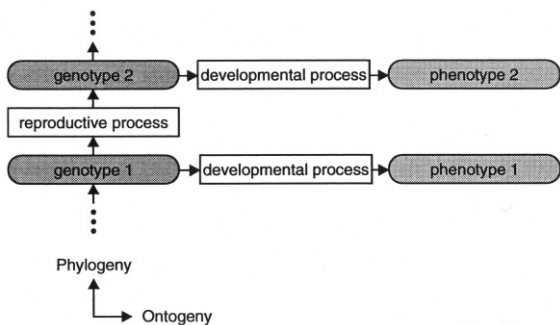 genotype 2 developmental process phenotype 2
reproductive process
genotype 1 developmental process phenotype 1
Phylogeny
Ontogeny